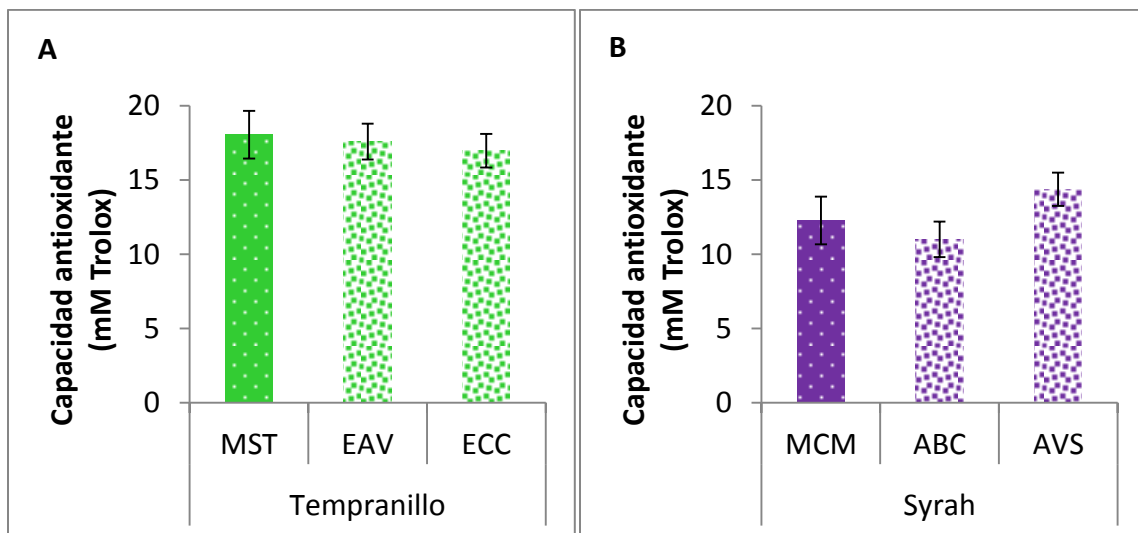 A
Capacidad antioxidante
(mM Trolox)
20
15
10
5
0
MST EAV ECC
Tempranillo
B
Capacidad antioxidante
(mM Trolox)
20
15
10
5
0
MCM ABC AVS
Syrah